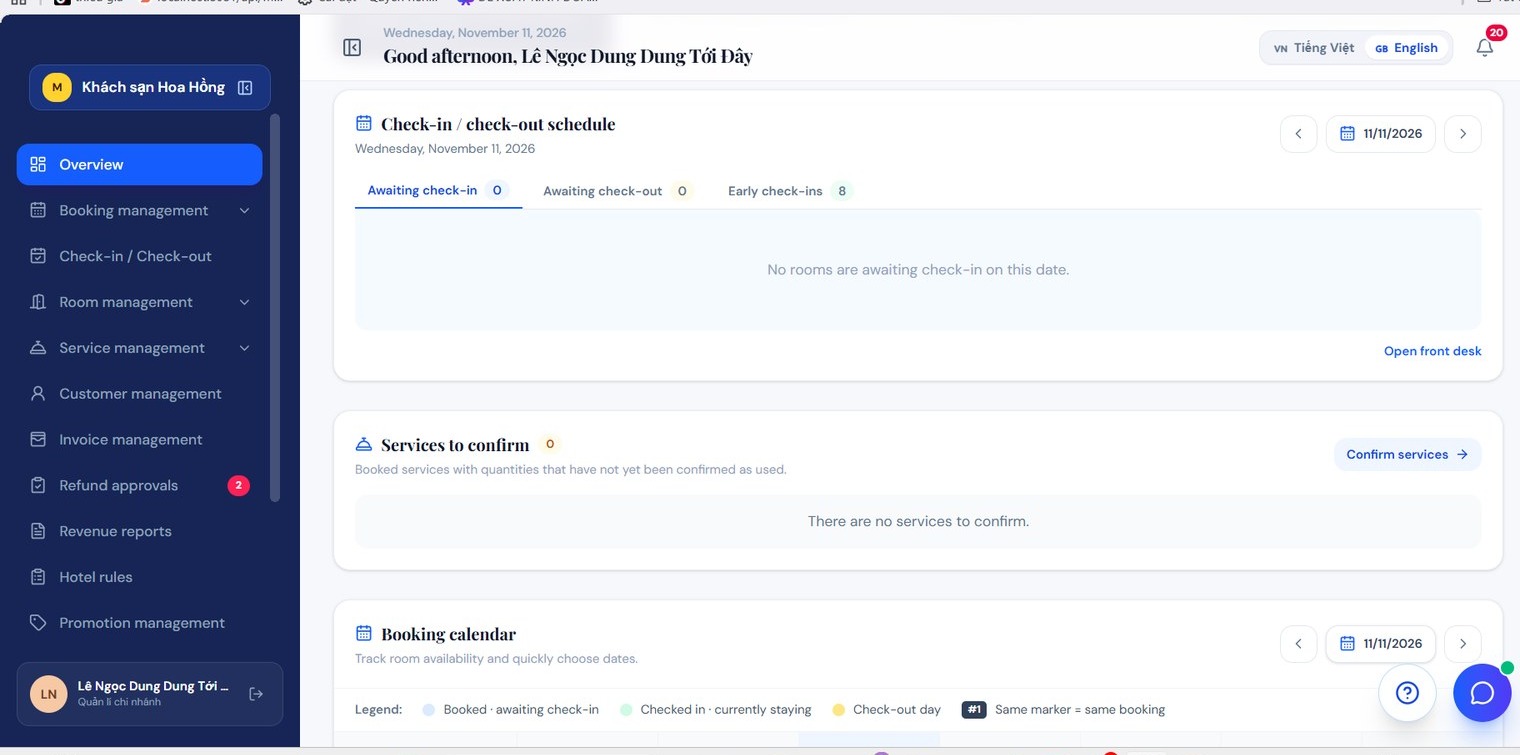 Wednesday, November 11, 2026
Good afternoon, Lê Ngọc Dung Dung Tới Đây
VN Tiếng Việt
GB English
20
M
Khách sạn Hoa Hồng
Overview
Booking management
Check-in / Check-out
Room management
Service management
Customer management
Invoice management
Refund approvals 2
Revenue reports
Hotel rules
Promotion management
LN
Lê Ngọc Dung Dung Tới ...
Quản lí chi nhánh
Check-in / check-out schedule
Wednesday, November 11, 2026
11/11/2026
Awaiting check-in 0
Awaiting check-out 0
Early check-ins 8
No rooms are awaiting check-in on this date.
Open front desk
Services to confirm 0
Booked services with quantities that have not yet been confirmed as used.
Confirm services →
There are no services to confirm.
Booking calendar
Track room availability and quickly choose dates.
11/11/2026
Legend:
Booked · awaiting check-in
Checked in · currently staying
Check-out day
#1 Same marker = same booking
?